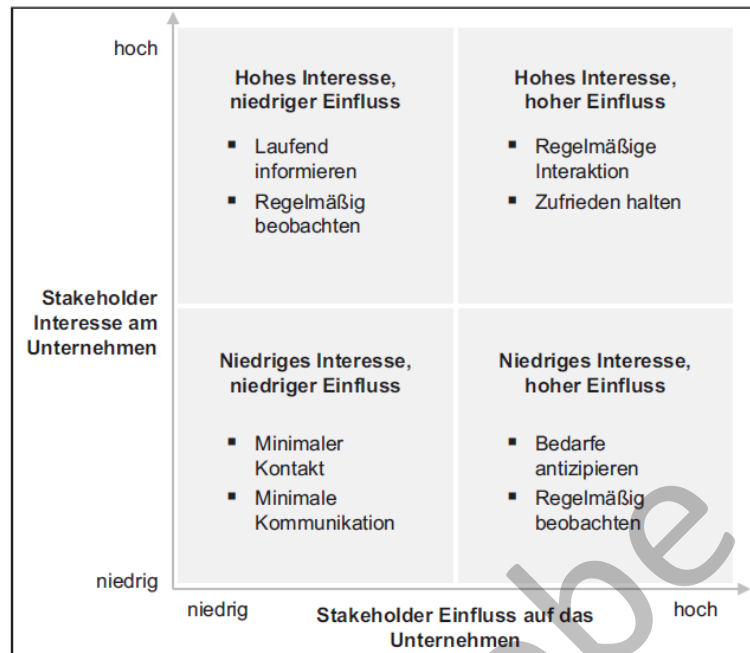 hoch
Hohes Interesse,
niedriger Einfluss
▪ Laufend
informieren
▪ Regelmäßig
beobachten
Hohes Interesse,
hoher Einfluss
▪ Regelmäßige
Interaktion
▪ Zufrieden halten
Stakeholder
Interesse am
Unternehmen
Niedriges Interesse,
niedriger Einfluss
▪ Minimaler
Kontakt
▪ Minimale
Kommunikation
Niedriges Interesse,
hoher Einfluss
▪ Bedarfe
antizipieren
▪ Regelmäßig
beobachten
niedrig
niedrig
Stakeholder Einfluss auf das
Unternehmen
hoch
obe